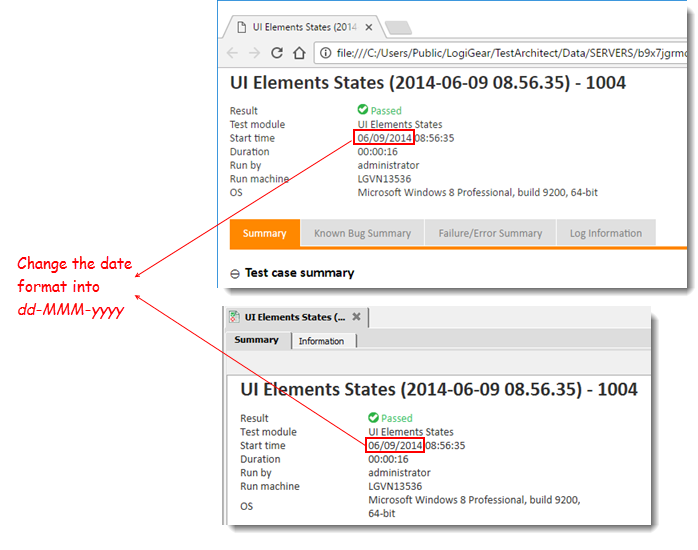 UI Elements States (2014
file:///C:/Users/Public/LogiGear/TestArchitect/Data/SERVERS/b9x7jgrmo
UI Elements States (2014-06-09 08.56.35) - 1004
Result Passed
Test module UI Elements States
Start time 06/09/2014 08:56:35
Duration 00:00:16
Run by administrator
Run machine LGVN13536
OS Microsoft Windows 8 Professional, build 9200, 64-bit
Summary Known Bug Summary Failure/Error Summary Log Information
Test case summary
Change the date
format into
dd-MMM-yyyy
UI Elements States (...
Summary Information
UI Elements States (2014-06-09 08.56.35) - 1004
Result Passed
Test module UI Elements States
Start time 06/09/2014 08:56:35
Duration 00:00:16
Run by administrator
Run machine LGVN13536
OS Microsoft Windows 8 Professional, build 9200,
64-bit